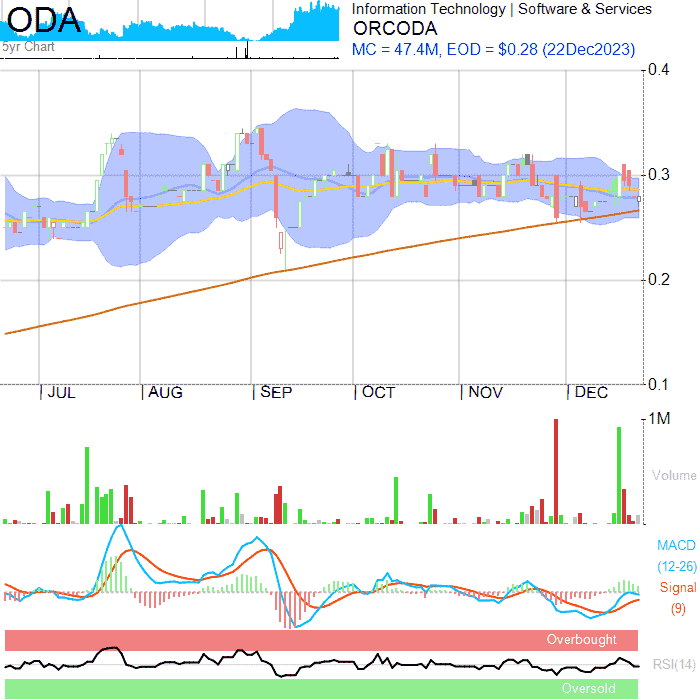 ODA
5yr Chart
Information Technology | Software & Services
ORCODA
MC = 47.4M, EOD = $0.28 (22Dec2023)
0.4
0.3
0.2
0.1
JUL AUG SEP OCT NOV DEC
1M
Volume
MACD
(12-26)
Signal
(9)
Overbought
RSI(14)
Oversold